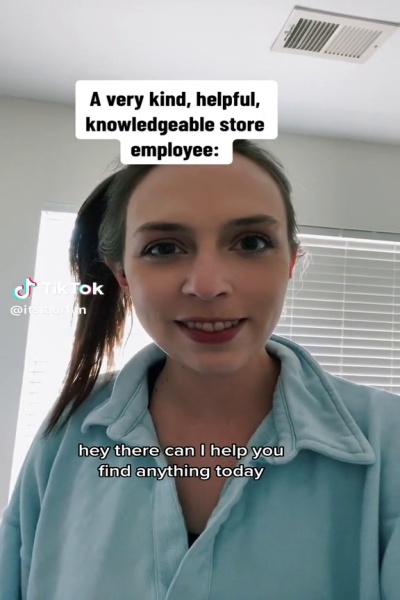 A very kind, helpful,
knowledgeable store
employee:
TikTok
hey there can I help you
find anything today